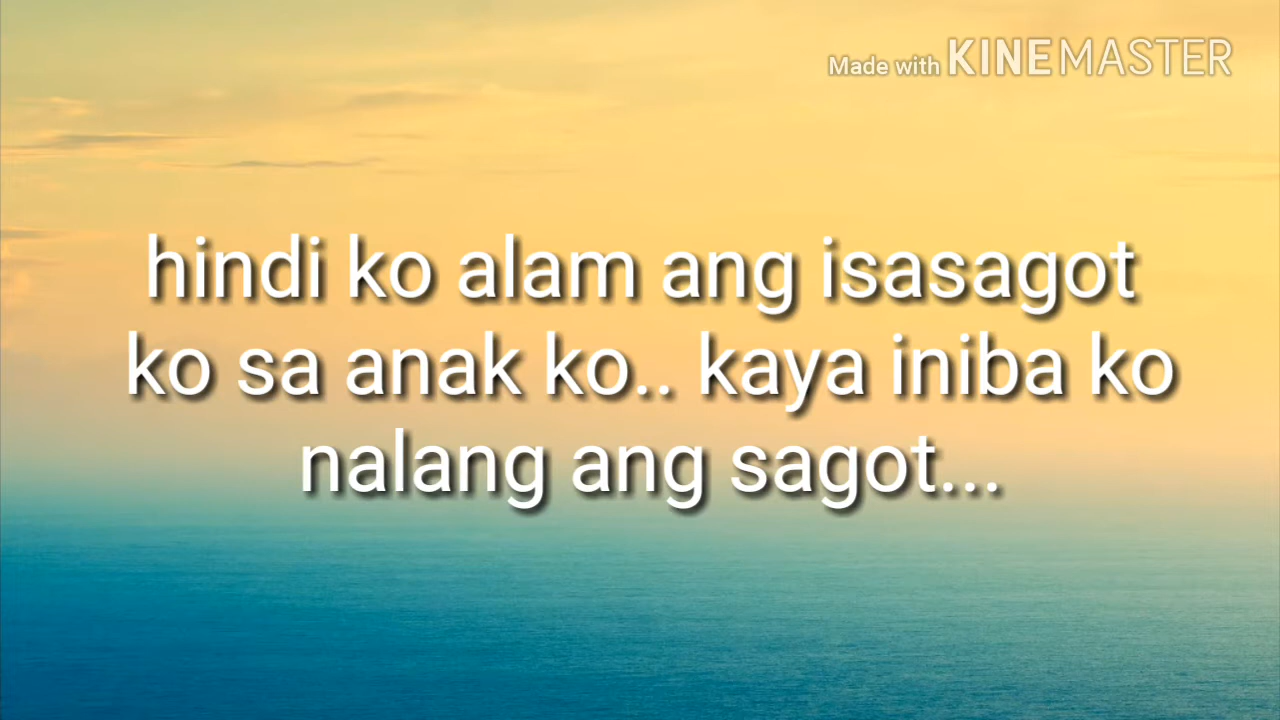 Made with KINEMASTER
hindi ko alam ang isasagot
ko sa anak ko.. kaya iniba ko
nalang ang sagot...